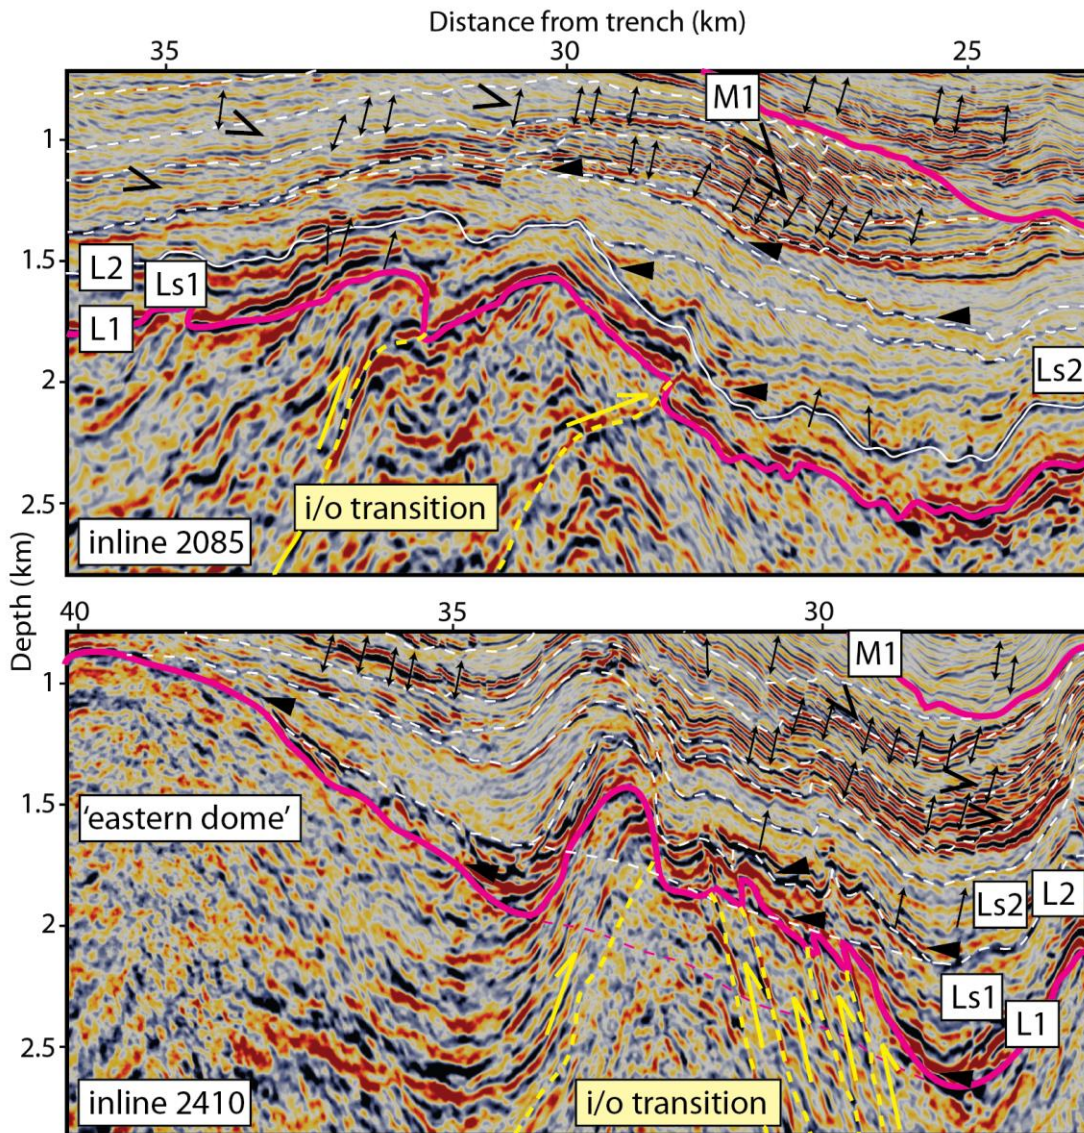 Distance from trench (km)
35 30 25
M1
1
1.5
L2
Ls1
L1
2
Ls2
2.5
i/o transition
inline 2085
Depth (km)
40 35 30
M1
1
1.5
'eastern dome'
2
Ls2 L2
Ls1
L1
2.5
inline 2410
i/o transition